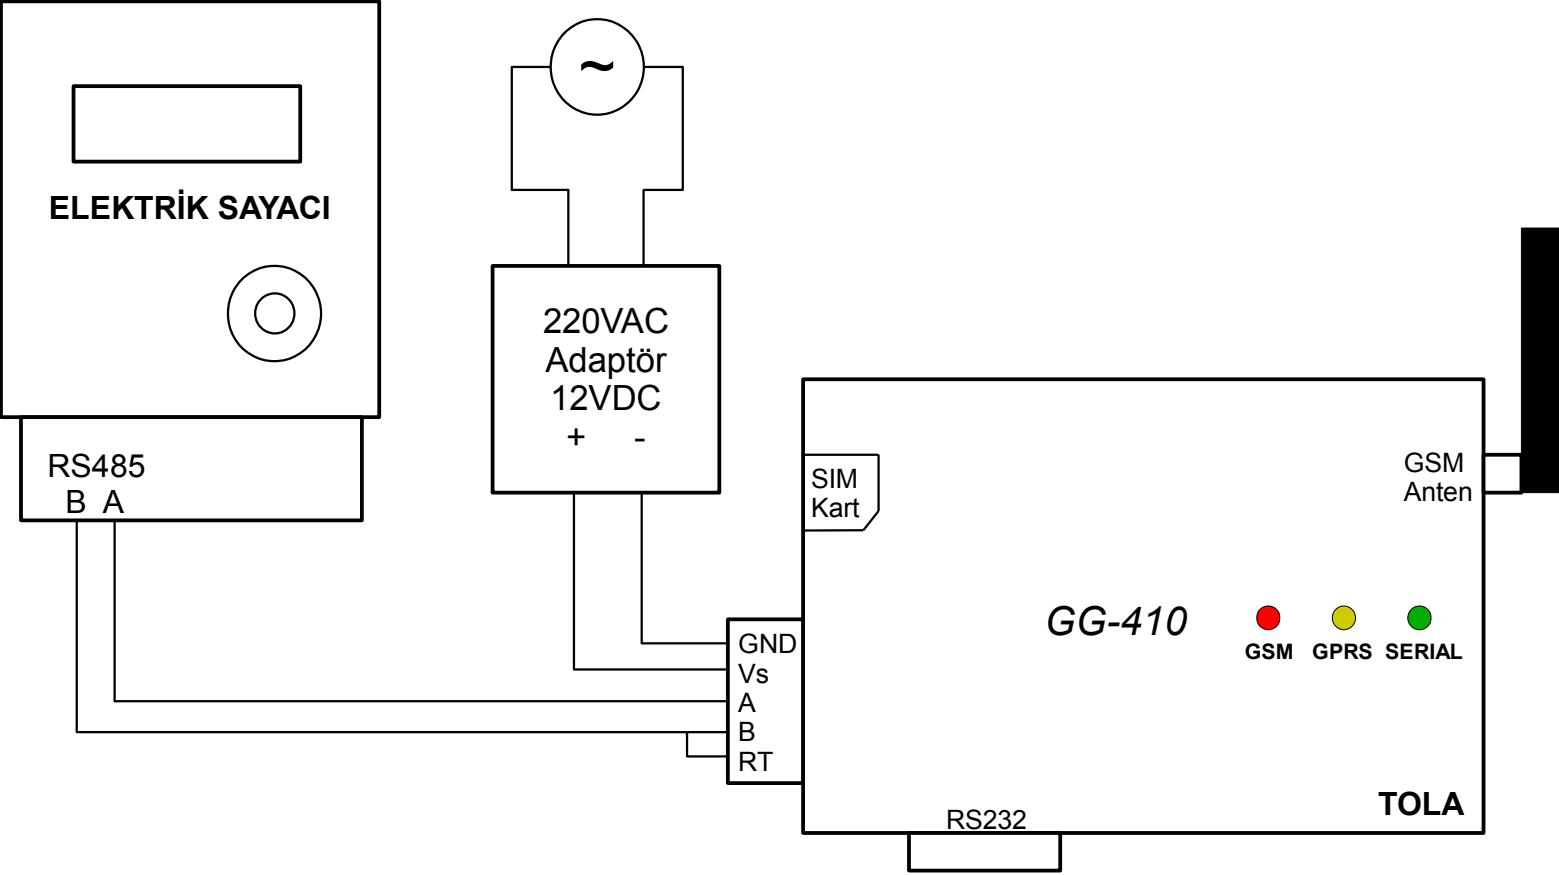 ~
ELEKTRİK SAYACI
220VAC
Adaptör
12VDC
+ -
RS485
B A
SIM
Kart
GSM
Anten
GG-410
GSM GPRS SERIAL
GND
Vs
A
B
RT
TOLA
RS232